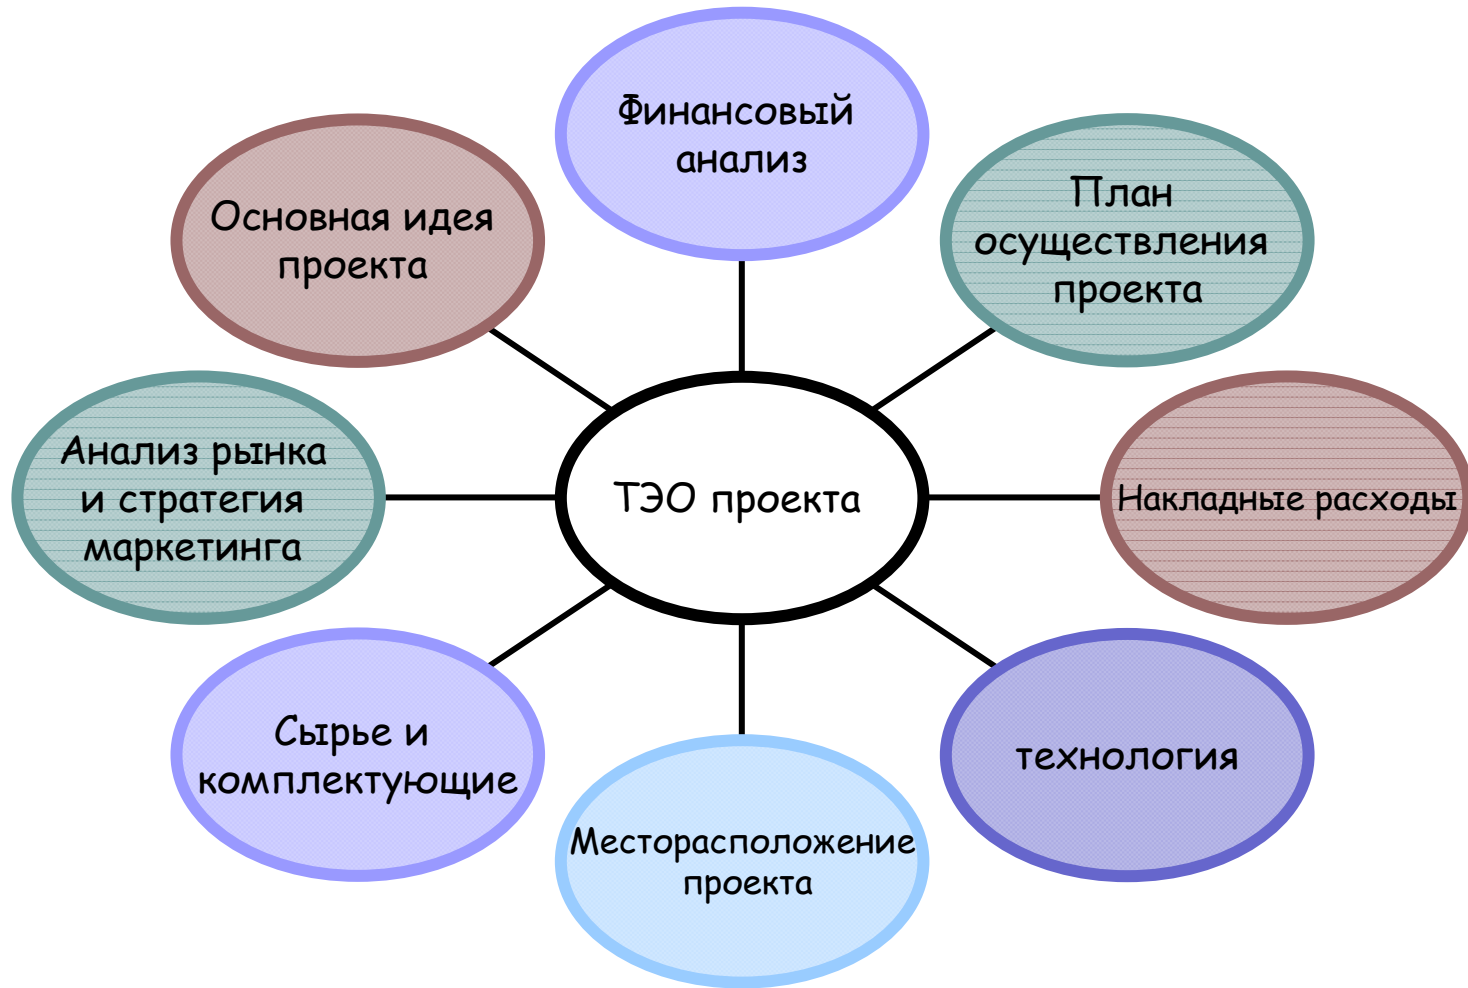 Финансовый
анализ
План
осуществления
проекта
Основная идея
проекта
Анализ рынка
и стратегия
маркетинга
ТЭО проекта
Накладные расходы
Сырье и
комплектующие
технология
Месторасположение
проекта